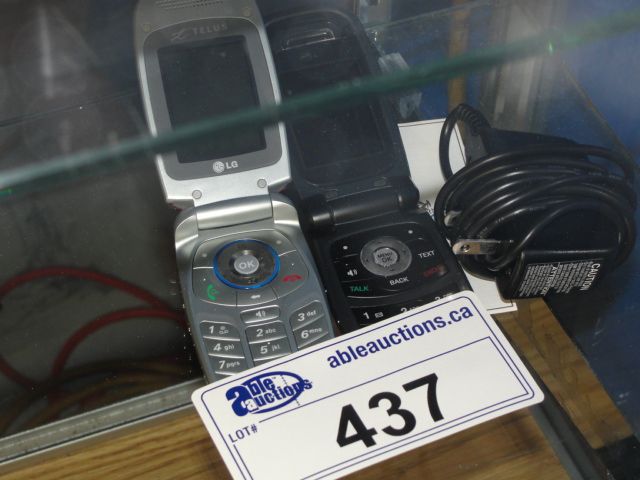 TELUS
LG
OK
1
2 abc
3 def
4 ghi
5 jkl
6 mno
7 pqrs
MENU
OK
TEXT
TALK
BACK
CAUTION
ableauctions.ca
able
auctions
LOT#
437